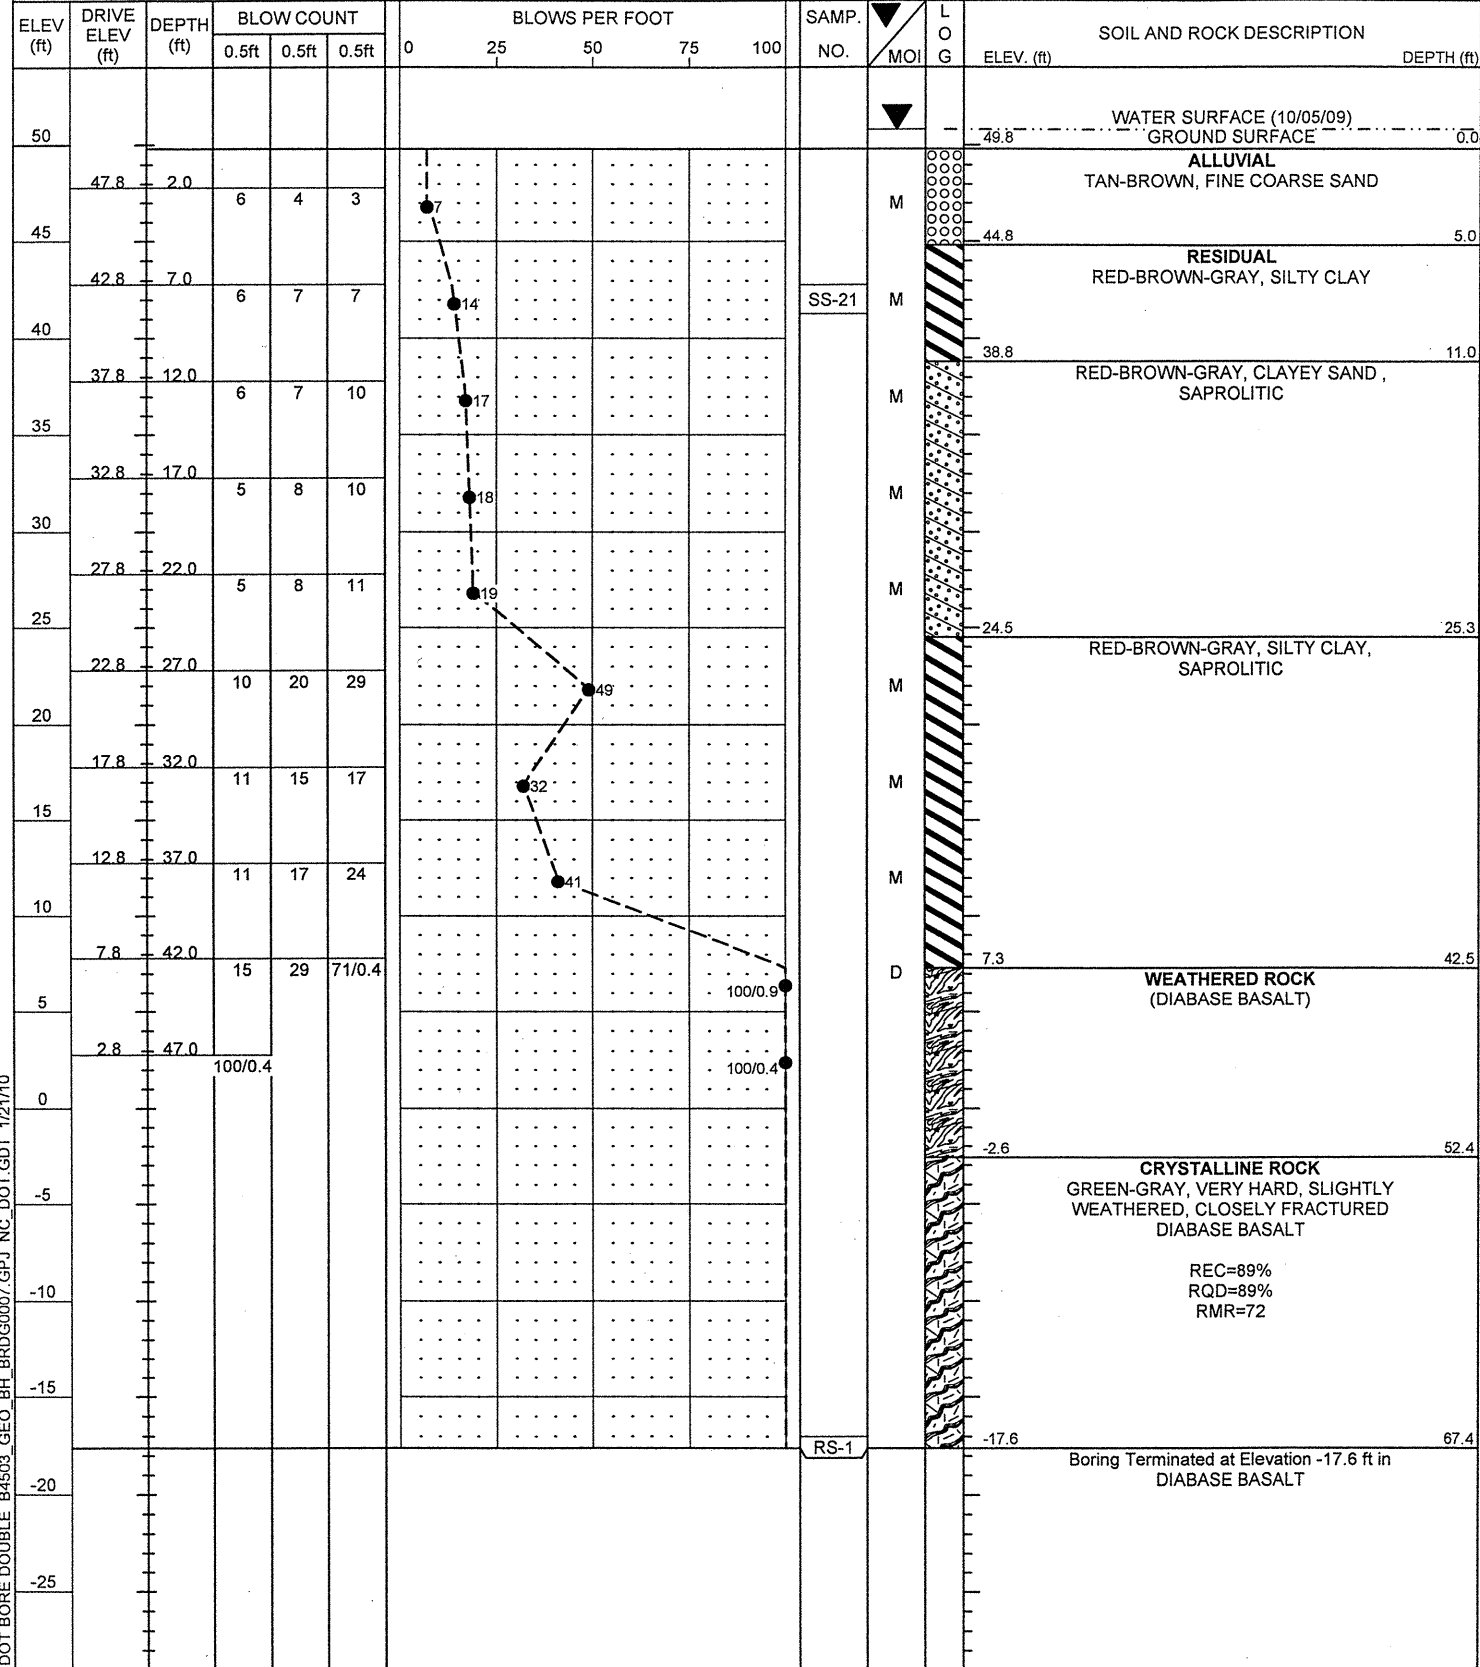 ELEV (ft) DRIVE ELEV (ft) DEPTH (ft) BLOW COUNT BLOWS PER FOOT SAMP. NO. MOI L O G SOIL AND ROCK DESCRIPTION
0.5ft 0.5ft 0.5ft 0 25 50 75 100 ELEV. (ft) DEPTH (ft)
WATER SURFACE (10/05/09)
50 49.8 GROUND SURFACE 0.0
ALLUVIAL
47.8 2.0 TAN-BROWN, FINE COARSE SAND
6 4 3 7 M
45 44.8 5.0
RESIDUAL
42.8 7.0 RED-BROWN-GRAY, SILTY CLAY
6 7 7 14 SS-21 M
40 38.8 11.0
37.8 12.0 RED-BROWN-GRAY, CLAYEY SAND ,
SAPROLITIC
6 7 10 17 M
35
32.8 17.0
5 8 10 18 M
30
27.8 22.0
5 8 11 19 M
25 24.5 25.3
RED-BROWN-GRAY, SILTY CLAY,
22.8 27.0 SAPROLITIC
10 20 29 49 M
20
17.8 32.0
11 15 17 32 M
15
12.8 37.0
11 17 24 41 M
10
7.8 42.0 7.3 42.5
15 29 71/0.4 D WEATHERED ROCK
100/0.9 (DIABASE BASALT)
5
2.8 47.0
100/0.4 100/0.4
0
-2.6 52.4
CRYSTALLINE ROCK
-5 GREEN-GRAY, VERY HARD, SLIGHTLY
WEATHERED, CLOSELY FRACTURED
DIABASE BASALT
REC=89%
-10 RQD=89%
RMR=72
-15
RS-1 -17.6 67.4
Boring Terminated at Elevation -17.6 ft in
-20 DIABASE BASALT
-25
DOT BORE DOUBLE B4503_GEO_BH_BRDG0007.GPJ NC_DOT.GDT 1/21/10